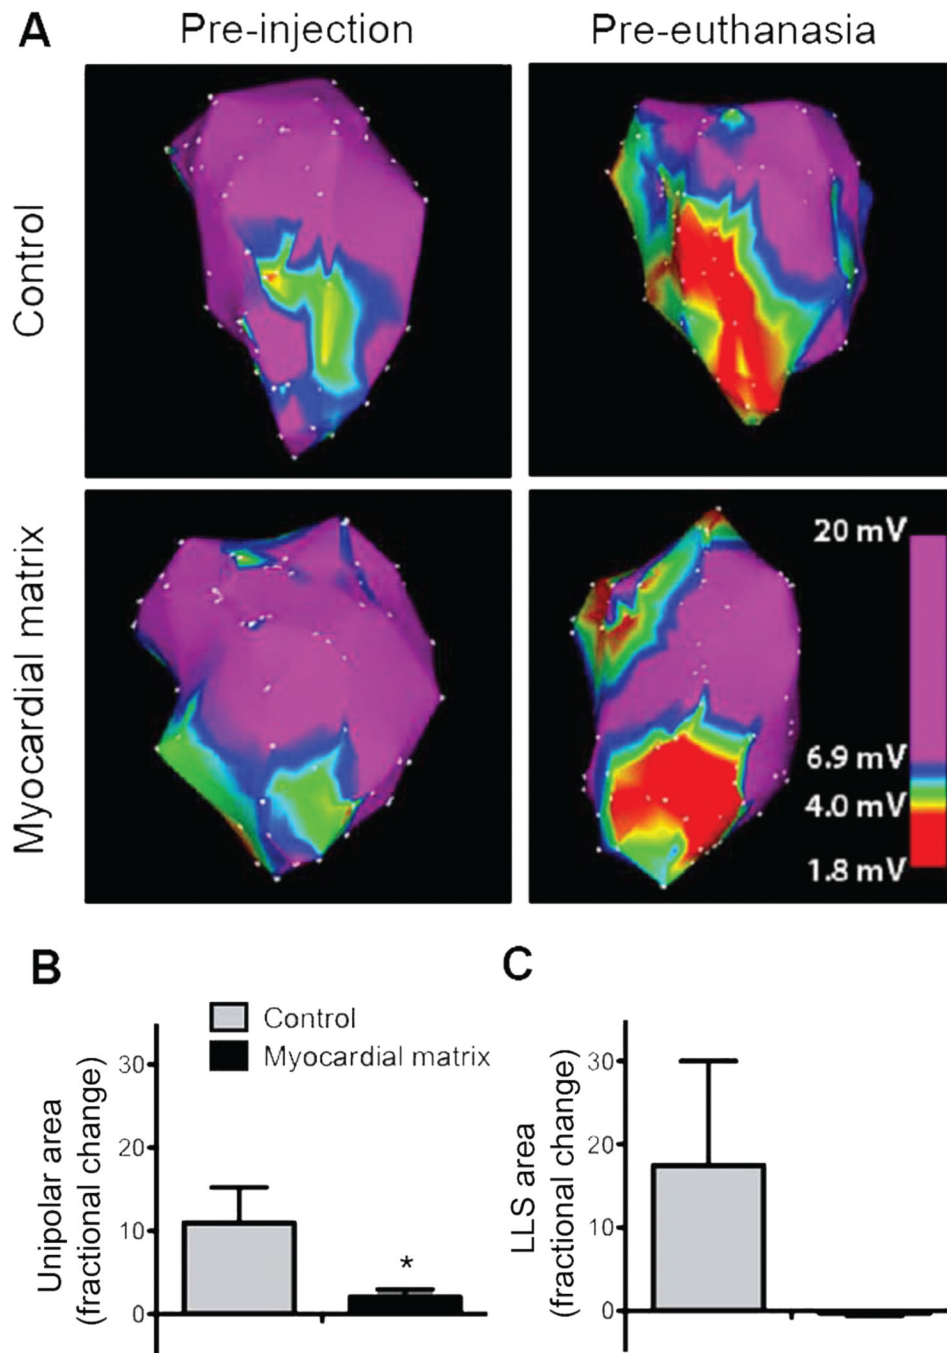 A
Pre-injection
Pre-euthanasia
Control
Myocardial matrix
20 mV
6.9 mV
4.0 mV
1.8 mV
B
Control
Myocardial matrix
Unipolar area
(fractional change)
30
20
10
0
*
C
LLS area
(fractional change)
30
20
10
0